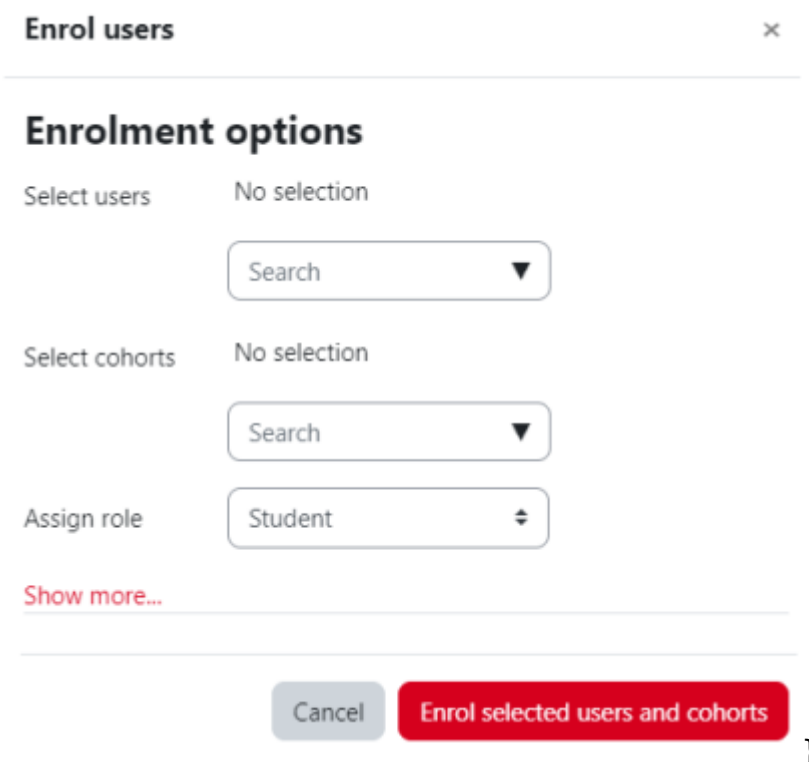 Enrol users ×
Enrolment options
Select users No selection
Search
Select cohorts No selection
Search
Assign role Student
Show more...
Cancel Enrol selected users and cohorts